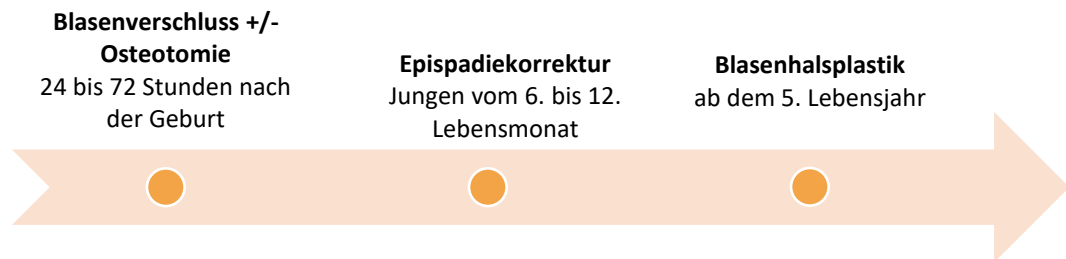 Blasenverschluss +/-
Osteotomie
24 bis 72 Stunden nach
der Geburt
Epispadiekorrektur
Jungen vom 6. bis 12.
Lebensmonat
Blasenhalsplastik
ab dem 5. Lebensjahr